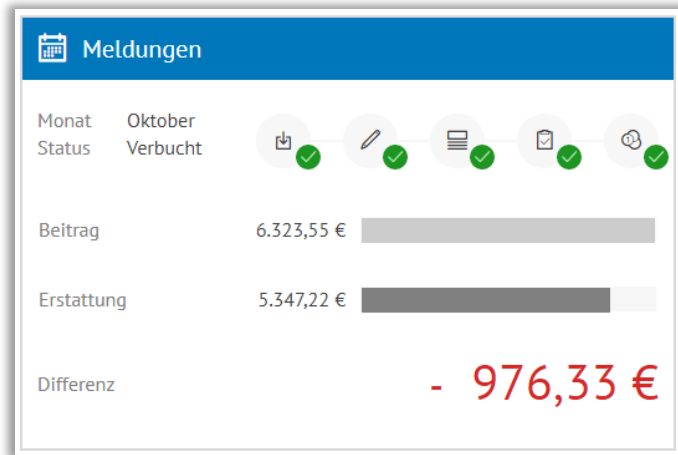 Meldungen
Monat Oktober
Status Verbucht
Beitrag 6.323,55 €
Erstattung 5.347,22 €
Differenz - 976,33 €